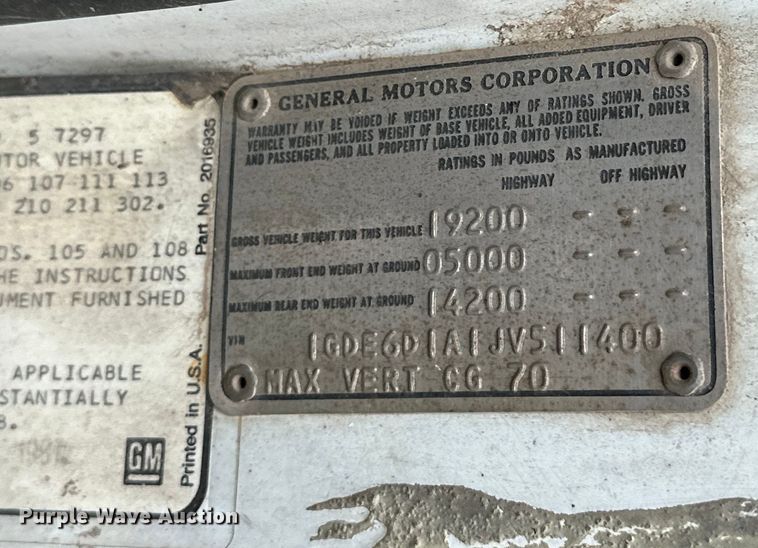 5 7297
TOR VEHICLE
6 107 111 113
210 211 302.
DS. 105 AND 108
HE INSTRUCTIONS
UMENT FURNISHED
APPLICABLE
STANTIALLY
8.
GM
Part No. 2016935
Printed in U.S.A.
GENERAL MOTORS CORPORATION
WARRANTY MAY BE VOIDED IF WEIGHT EXCEEDS ANY OF RATINGS SHOWN. GROSS
VEHICLE WEIGHT INCLUDES WEIGHT OF BASE VEHICLE, ALL ADDED EQUIPMENT, DRIVER
AND PASSENGERS, AND ALL PROPERTY LOADED INTO OR ONTO VEHICLE.
RATINGS IN POUNDS AS MANUFACTURED
HIGHWAY OFF HIGHWAY
GROSS VEHICLE WEIGHT FOR THIS VEHICLE 19200 - - -
MAXIMUM FRONT END WEIGHT AT GROUND 05000 - - -
MAXIMUM REAR END WEIGHT AT GROUND 14200 - - -
VIN 1GDE6D1A1JV511400
MAX VERT CG 70
Purple Wave Auction